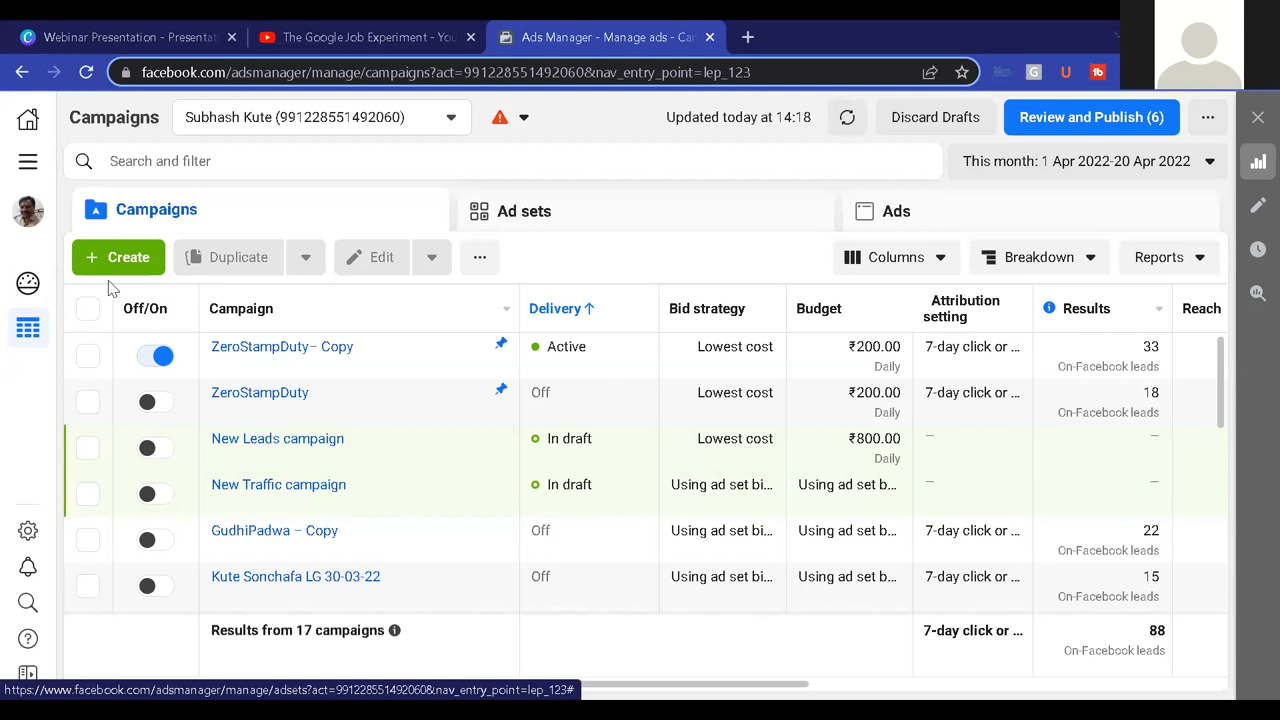 Webinar Presentation - Presentat
The Google Job Experiment - You
Ads Manager - Manage ads - Car
facebook.com/adsmanager/manage/campaigns?act=991228551492060&nav_entry_point=lep_123
Campaigns
Subhash Kute (991228551492060)
Updated today at 14:18
Discard Drafts
Review and Publish (6)
Search and filter
This month: 1 Apr 2022-20 Apr 2022
Campaigns
Ad sets
Ads
+ Create
Duplicate
Edit
Columns
Breakdown
Reports
Off/On
Campaign
Delivery ↑
Bid strategy
Budget
Attribution
setting
Results
Reach
ZeroStampDuty– Copy
Active
Lowest cost
₹200.00
Daily
7-day click or ...
33
On-Facebook leads
ZeroStampDuty
Off
Lowest cost
₹200.00
Daily
7-day click or ...
18
On-Facebook leads
New Leads campaign
In draft
Lowest cost
₹800.00
Daily
—
—
New Traffic campaign
In draft
Using ad set bi...
Using ad set b...
—
—
GudhiPadwa – Copy
Off
Using ad set bi...
Using ad set b...
7-day click or ...
22
On-Facebook leads
Kute Sonchafa LG 30-03-22
Off
Using ad set bi...
Using ad set b...
7-day click or ...
15
On-Facebook leads
Results from 17 campaigns
7-day click or ...
88
On-Facebook leads
https://www.facebook.com/adsmanager/manage/adsets?act=991228551492060&nav_entry_point=lep_123#